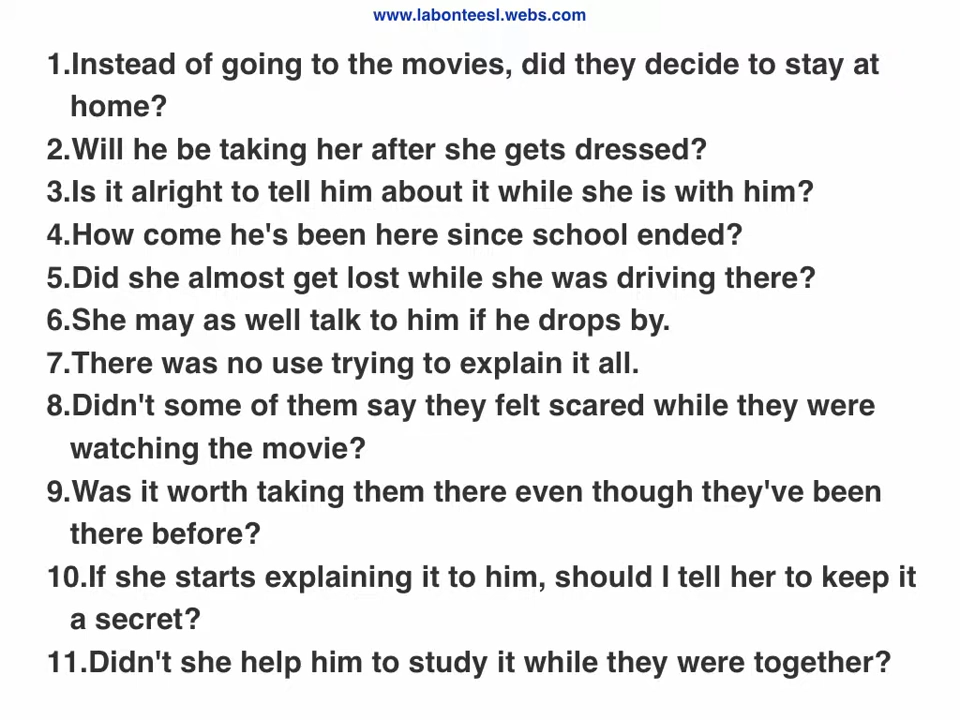 www.labonteesl.webs.com
1.Instead of going to the movies, did they decide to stay at
home?
2.Will he be taking her after she gets dressed?
3.Is it alright to tell him about it while she is with him?
4.How come he's been here since school ended?
5.Did she almost get lost while she was driving there?
6.She may as well talk to him if he drops by.
7.There was no use trying to explain it all.
8.Didn't some of them say they felt scared while they were
watching the movie?
9.Was it worth taking them there even though they've been
there before?
10.If she starts explaining it to him, should I tell her to keep it
a secret?
11.Didn't she help him to study it while they were together?